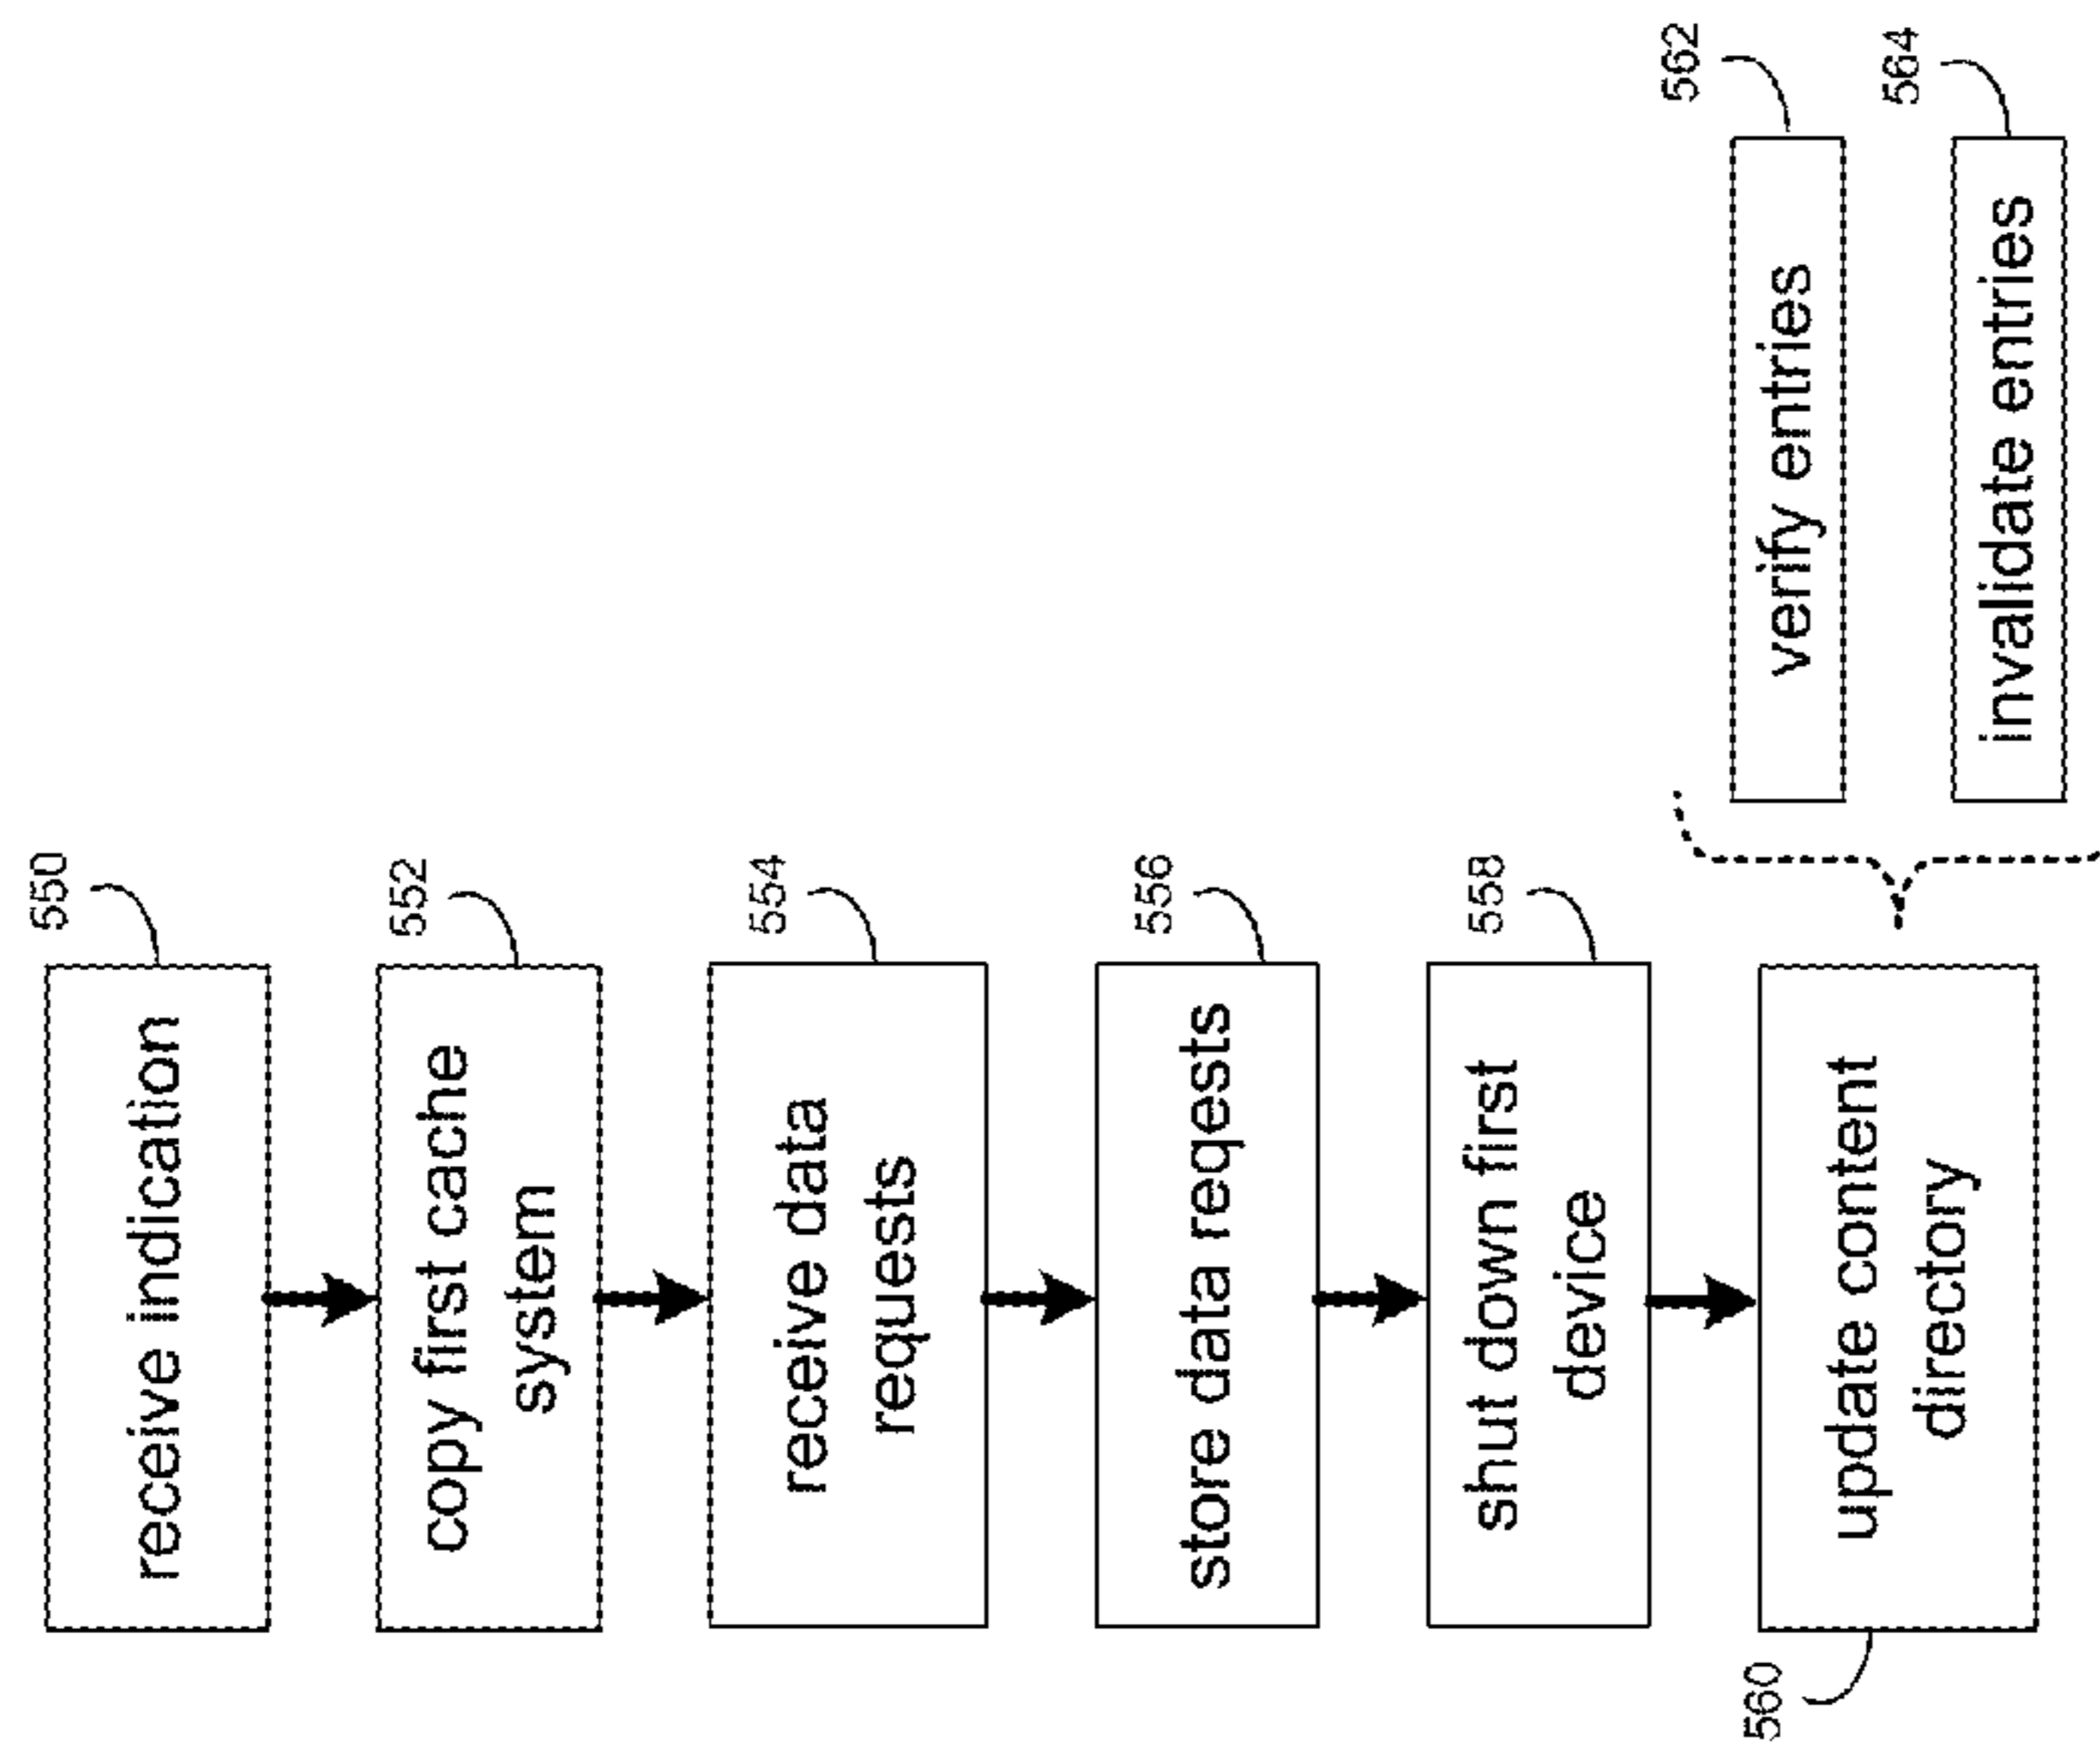 550
receive indication
552
copy first cache
system
554
receive data
requests
556
store data reqests
558
shut down first
device
560
update content
directory
562
verify entries
564
invalidate entries